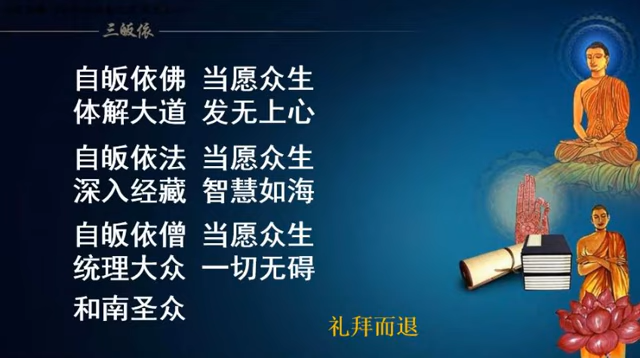 三皈依
自皈依佛 当愿众生
体解大道 发无上心
自皈依法 当愿众生
深入经藏 智慧如海
自皈依僧 当愿众生
统理大众 一切无碍
和南圣众
礼拜而退